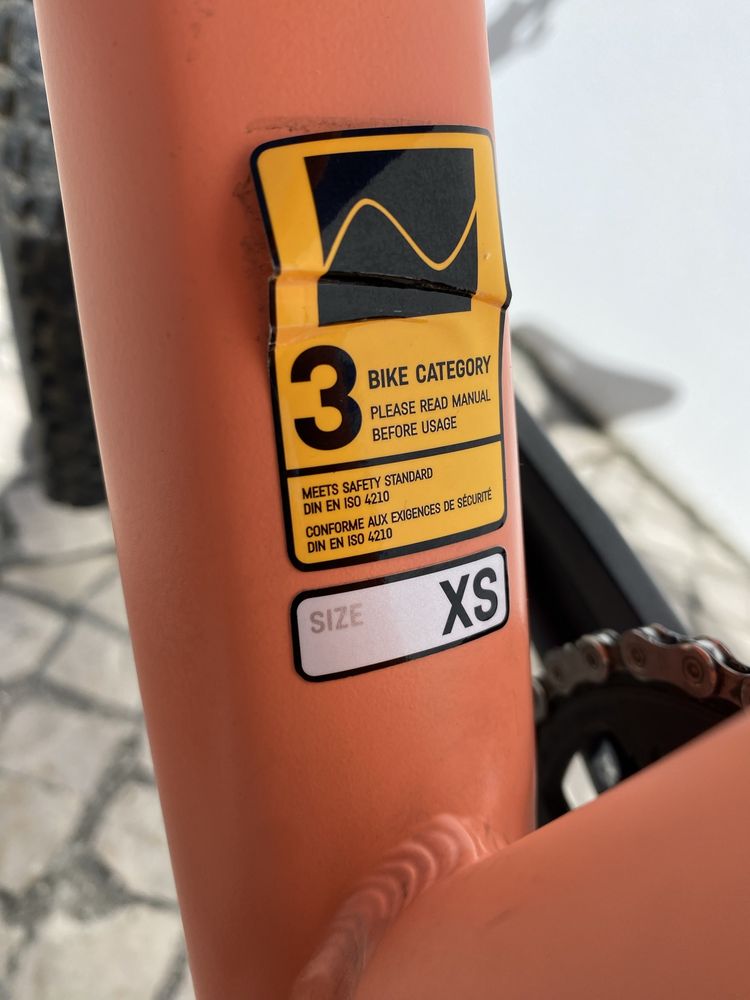 3 BIKE CATEGORY
PLEASE READ MANUAL
BEFORE USAGE
MEETS SAFETY STANDARD
DIN EN ISO 4210
CONFORME AUX EXIGENCES DE SÉCURITÉ
DIN EN ISO 4210
SIZE XS